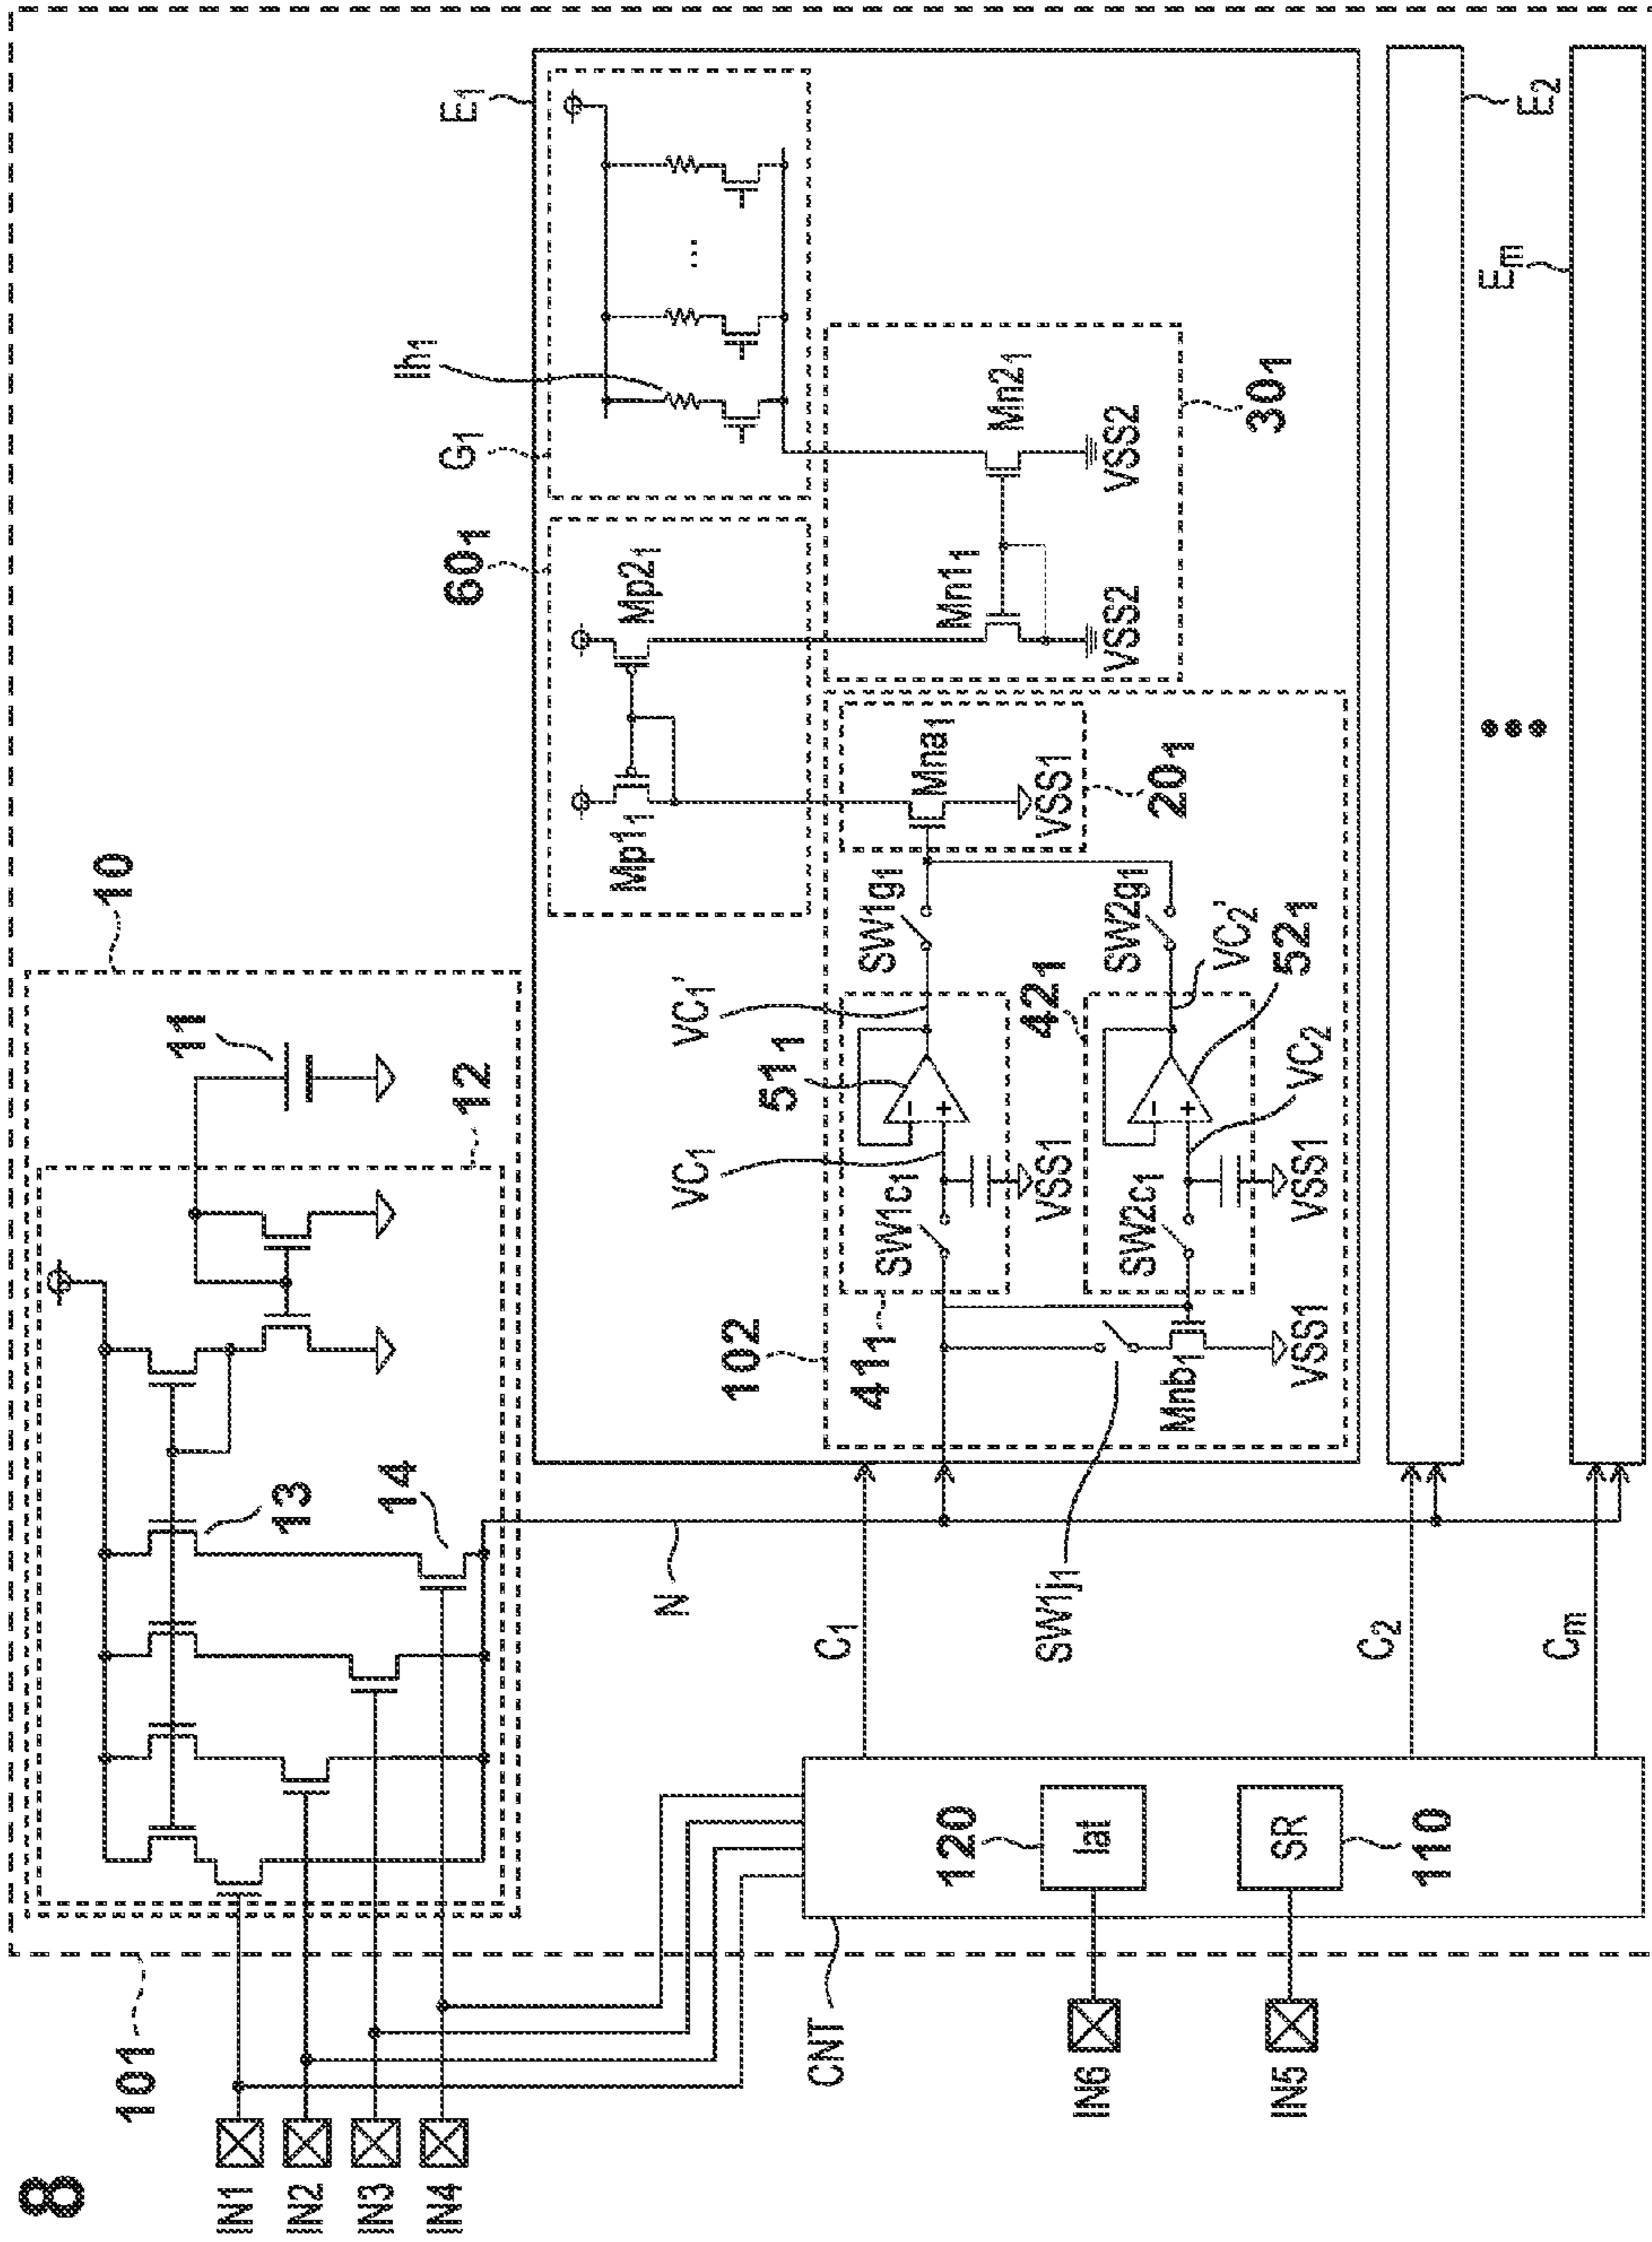 8
101
10
11
12
13
14
IN1
IN2
IN3
IN4
N
E1
G1
Ih1
601
Mp11
Mp21
Mn11
Mn21
VSS2
VSS2
301
102
411
SW1c1
VC1
511
VC1'
SW1g1
Mna1
VSS1
201
VSS1
421
SW2c1
VC2
521
VC2'
SW2g1
VSS1
Mnb1
VSS1
SW1j1
- +
- +
...
C1
C2
Cm
CNT
120
lat
SR
110
IN6
IN5
E2
Em